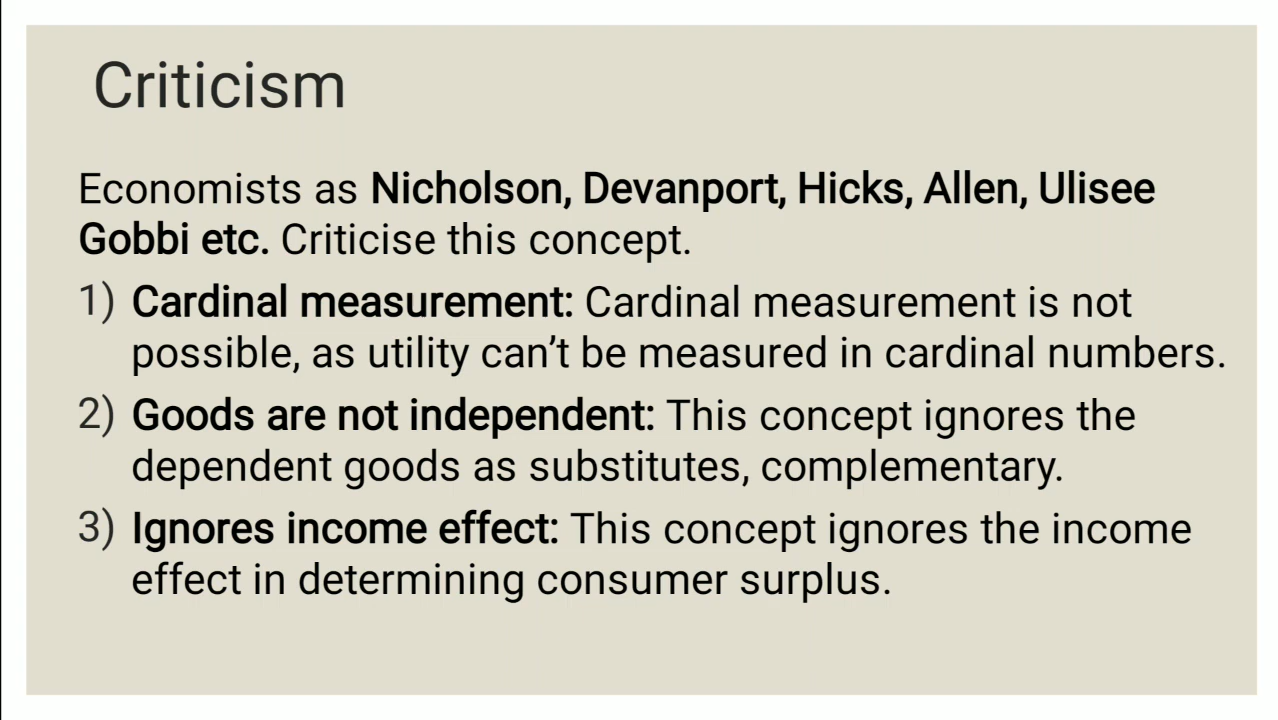 Criticism
Economists as Nicholson, Devanport, Hicks, Allen, Ulisee
Gobbi etc. Criticise this concept.
1) Cardinal measurement: Cardinal measurement is not
possible, as utility can’t be measured in cardinal numbers.
2) Goods are not independent: This concept ignores the
dependent goods as substitutes, complementary.
3) Ignores income effect: This concept ignores the income
effect in determining consumer surplus.